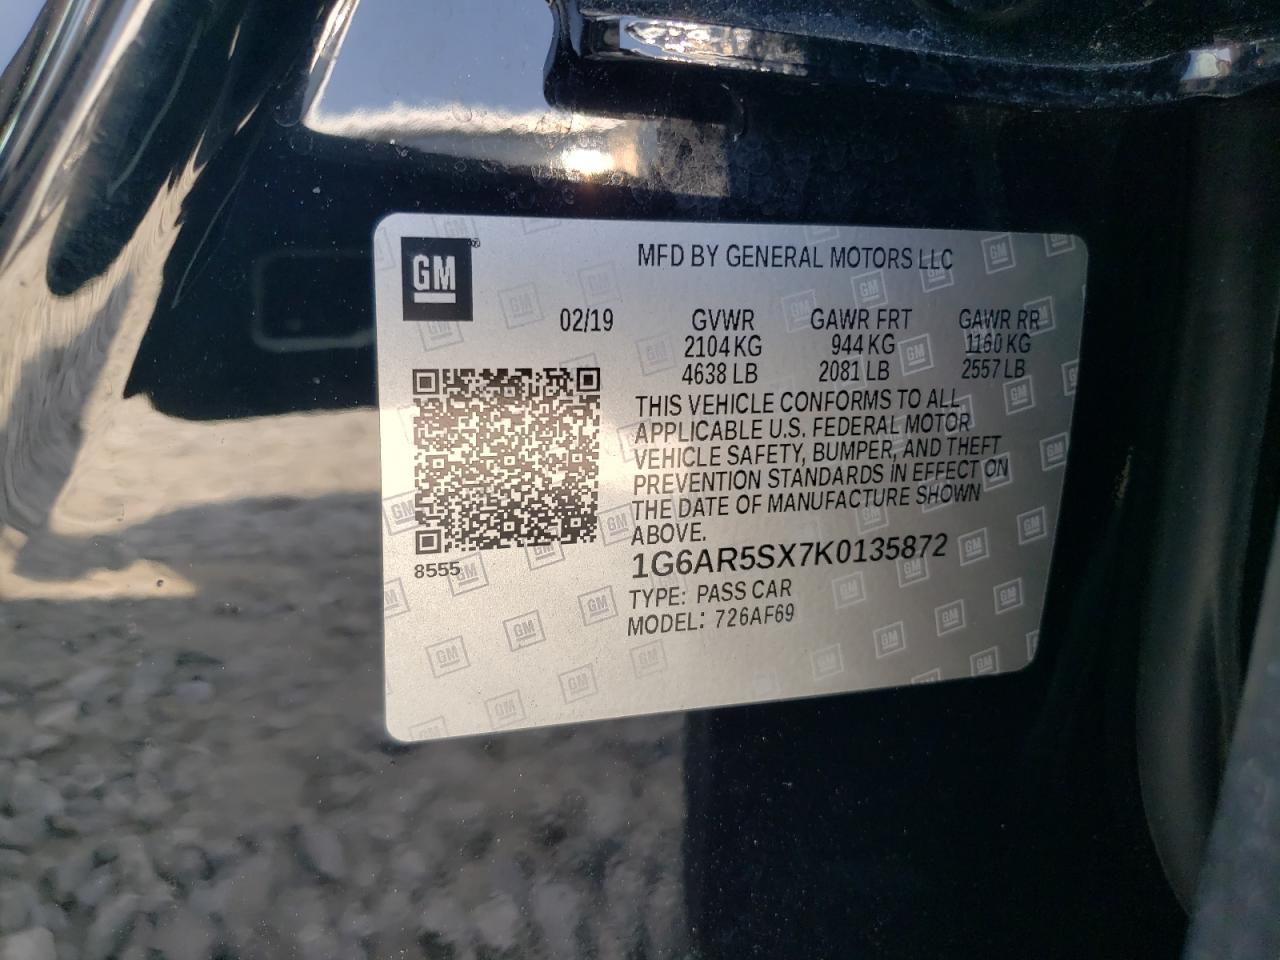 GM
MFD BY GENERAL MOTORS LLC
02/19 GVWR GAWR FRT GAWR RR
2104 KG 944 KG 1160 KG
4638 LB 2081 LB 2557 LB
THIS VEHICLE CONFORMS TO ALL
APPLICABLE U.S. FEDERAL MOTOR
VEHICLE SAFETY, BUMPER, AND THEFT
PREVENTION STANDARDS IN EFFECT ON
THE DATE OF MANUFACTURE SHOWN
ABOVE.
8555
1G6AR5SX7K0135872
TYPE: PASS CAR
MODEL: 726AF69